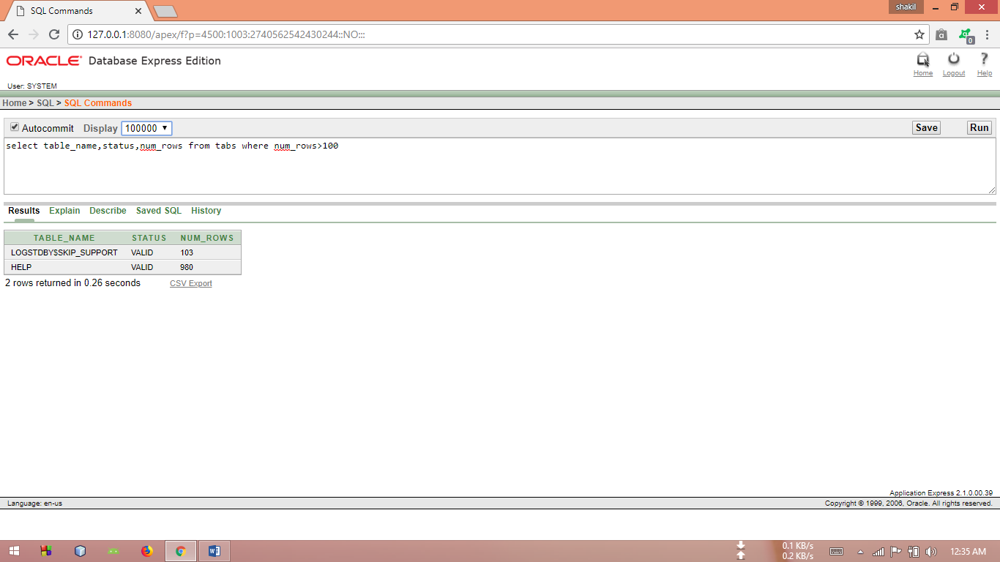 SQL Commands
shakil
127.0.0.1:8080/apex/f?p=4500:1003:2740562542430244::NO:::
0
ORACLE Database Express Edition
Home Logout Help
User: SYSTEM
Home > SQL > SQL Commands
Autocommit Display 100000 Save Run
select table_name,status,num_rows from tabs where num_rows>100
Results Explain Describe Saved SQL History
TABLE_NAME STATUS NUM_ROWS
LOGSTDBY$SKIP_SUPPORT VALID 103
HELP VALID 980
2 rows returned in 0.26 seconds CSV Export
Application Express 2.1.0.00.39
Language: en-us Copyright © 1999, 2006, Oracle. All rights reserved.
0.1 KB/s
0.2 KB/s
12:35 AM